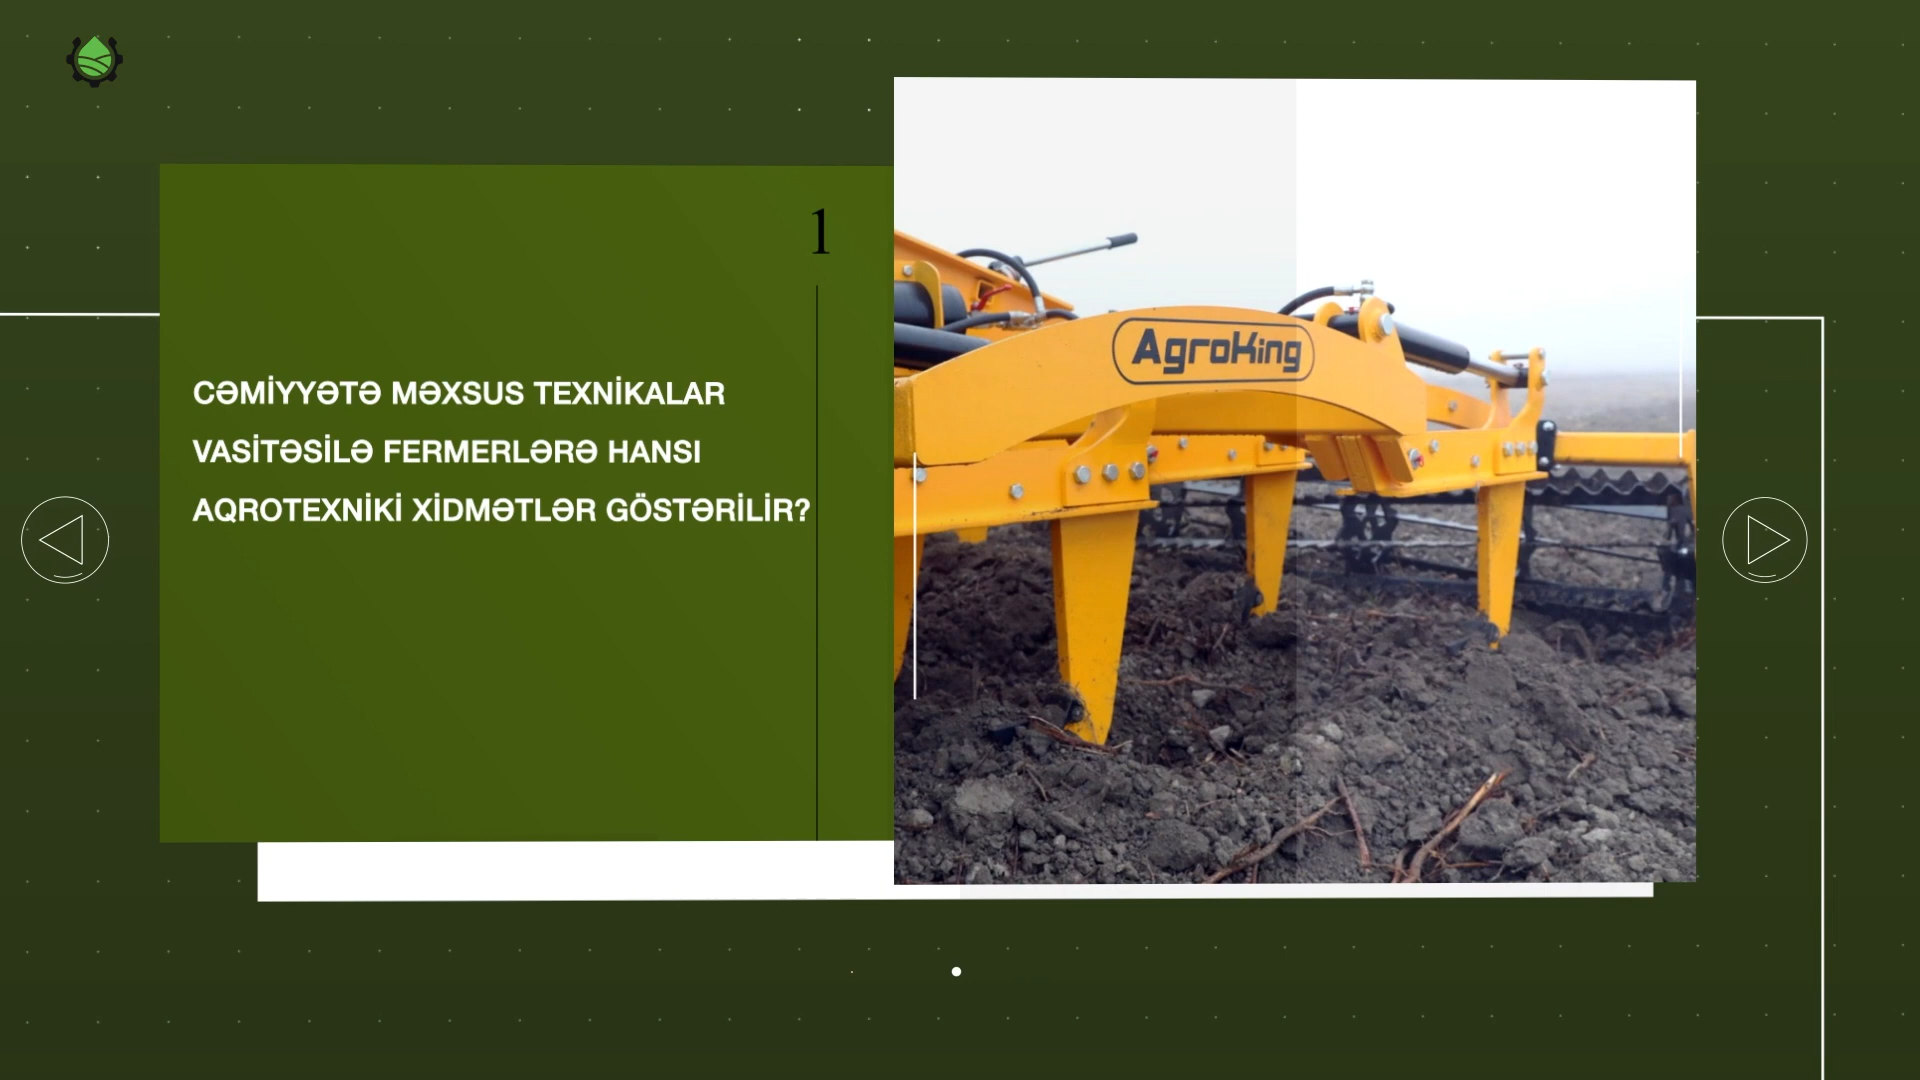 1
CƏMİYYƏTƏ MƏXSUS TEXNİKALAR
VASİTƏSİLƏ FERMERLƏRƏ HANSI
AQROTEXNİKİ XİDMƏTLƏR GÖSTƏRİLİR?
AgroKing